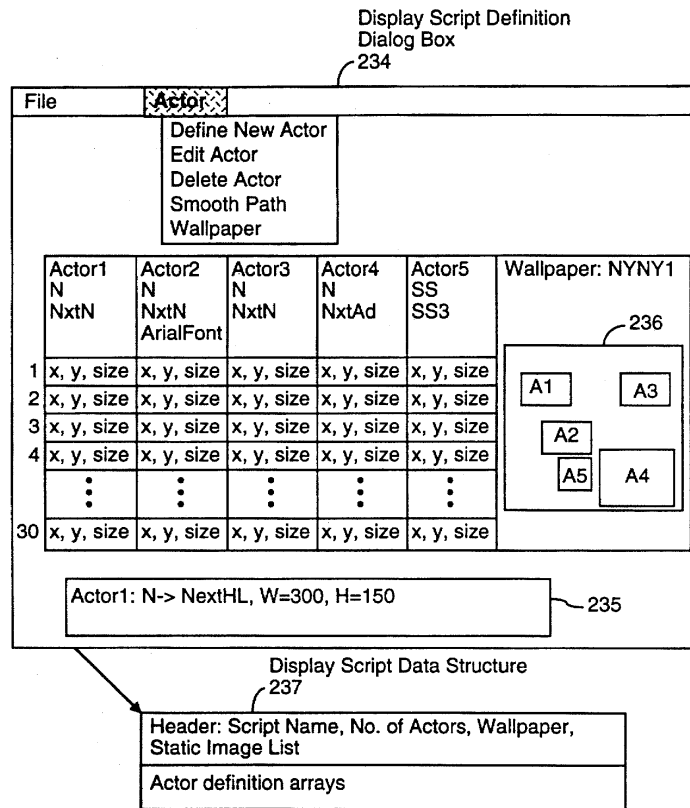 Display Script Definition
Dialog Box
234
File Actor
Define New Actor
Edit Actor
Delete Actor
Smooth Path
Wallpaper
Actor1 Actor2 Actor3 Actor4 Actor5 Wallpaper: NYNY1
N N N N SS
NxtN NxtN NxtN NxtAd SS3
ArialFont
236
1 x, y, size x, y, size x, y, size x, y, size x, y, size
2 x, y, size x, y, size x, y, size x, y, size x, y, size
3 x, y, size x, y, size x, y, size x, y, size x, y, size
4 x, y, size x, y, size x, y, size x, y, size x, y, size
30 x, y, size x, y, size x, y, size x, y, size x, y, size
A1 A3
A2
A5 A4
Actor1: N-> NextHL, W=300, H=150
235
Display Script Data Structure
237
Header: Script Name, No. of Actors, Wallpaper,
Static Image List
Actor definition arrays